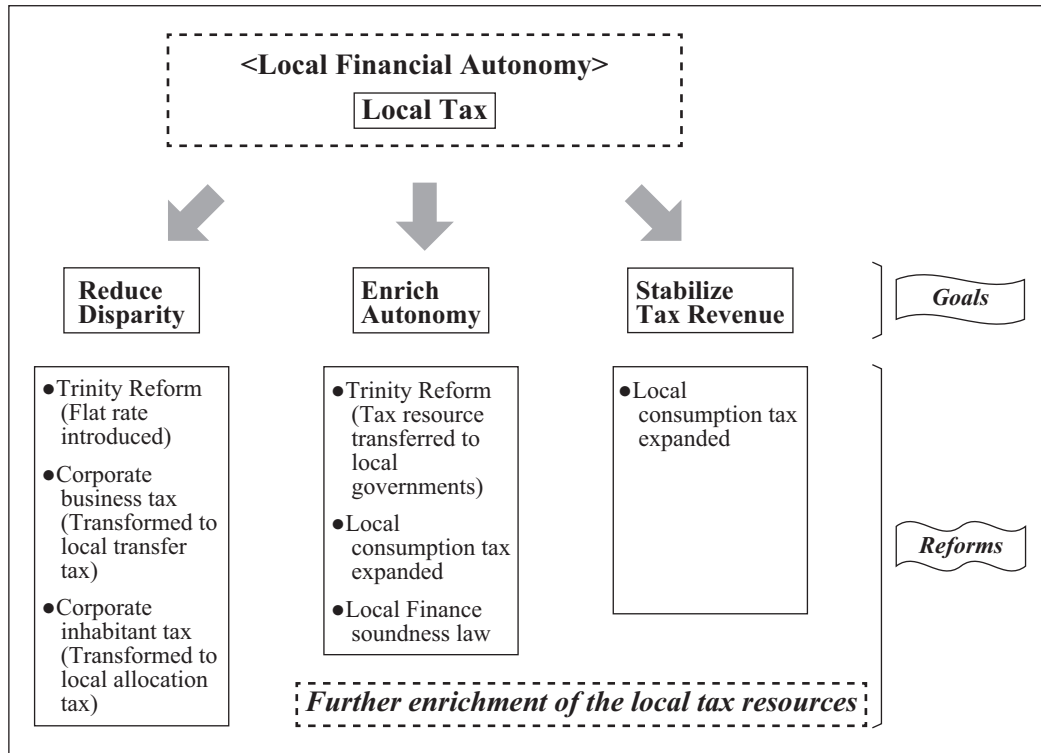 <Local Financial Autonomy>
Local Tax
Reduce
Disparity
Enrich
Autonomy
Stabilize
Tax Revenue
Goals
●Trinity Reform
(Flat rate
introduced)
●Corporate
business tax
(Transformed to
local transfer
tax)
●Corporate
inhabitant tax
(Transformed to
local allocation
tax)
●Trinity Reform
(Tax resource
transferred to
local
governments)
●Local
consumption tax
expanded
●Local Finance
soundness law
●Local
consumption tax
expanded
Reforms
Further enrichment of the local tax resources